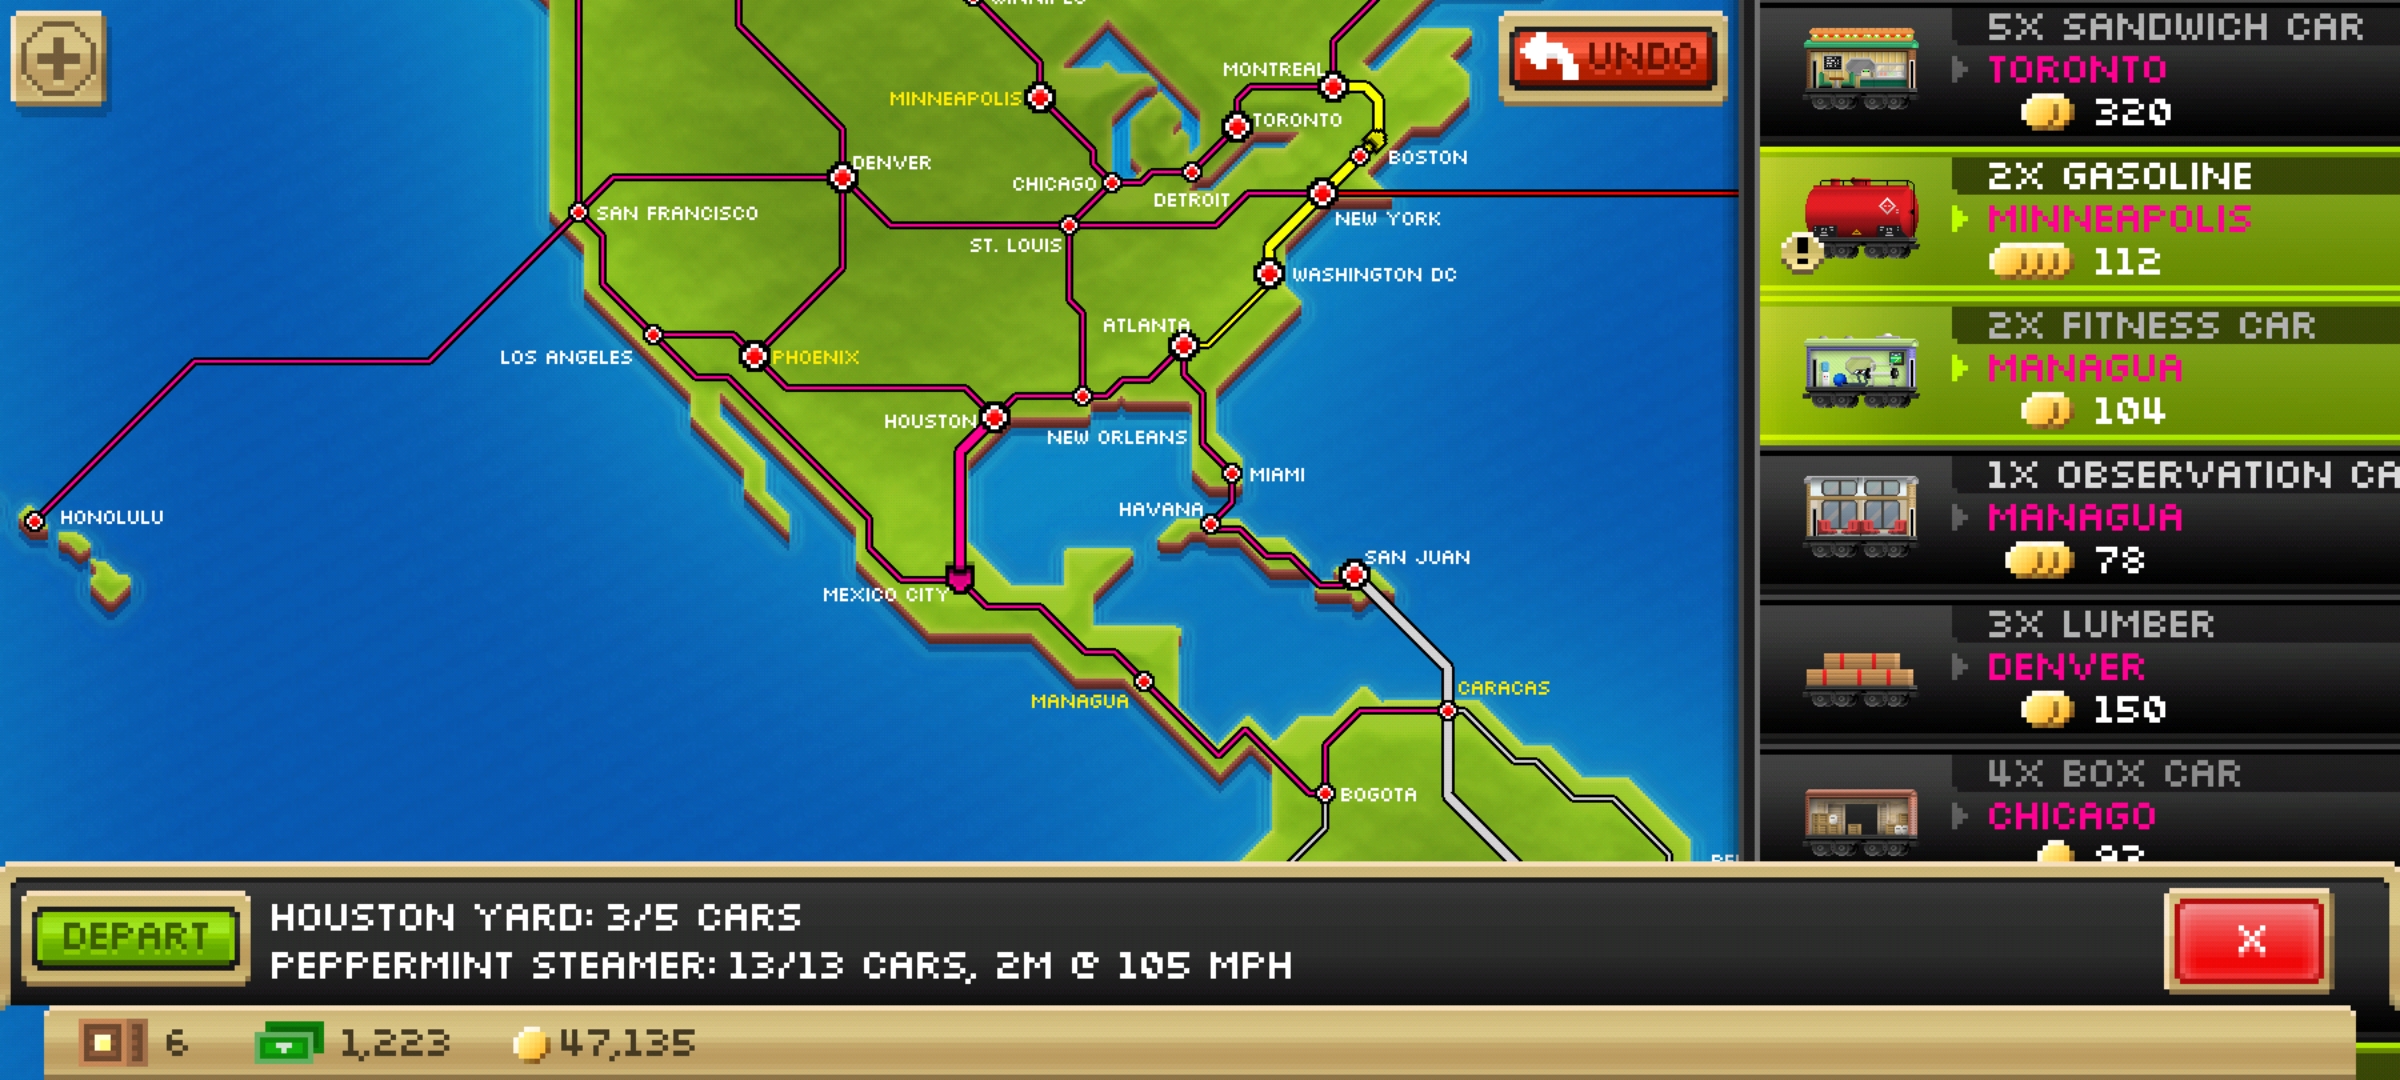 MONTREAL
MINNEAPOLIS
TORONTO
BOSTON
DENVER
CHICAGO
DETROIT
SAN FRANCISCO
NEW YORK
ST. LOUIS
WASHINGTON DC
ATLANTA
LOS ANGELES
PHOENIX
HOUSTON
NEW ORLEANS
MIAMI
HAVANA
HONOLULU
SAN JUAN
MEXICO CITY
MANAGUA
CARACAS
BOGOTA
UNDO
5X SANDWICH CAR
TORONTO
320
2X GASOLINE
MINNEAPOLIS
112
2X FITNESS CAR
MANAGUA
104
1X OBSERVATION CA
MANAGUA
78
3X LUMBER
DENVER
150
4X BOX CAR
CHICAGO
DEPART
HOUSTON YARD: 3/5 CARS
PEPPERMINT STEAMER: 13/13 CARS, 2M @ 105 MPH
X
6
1,223
47,135